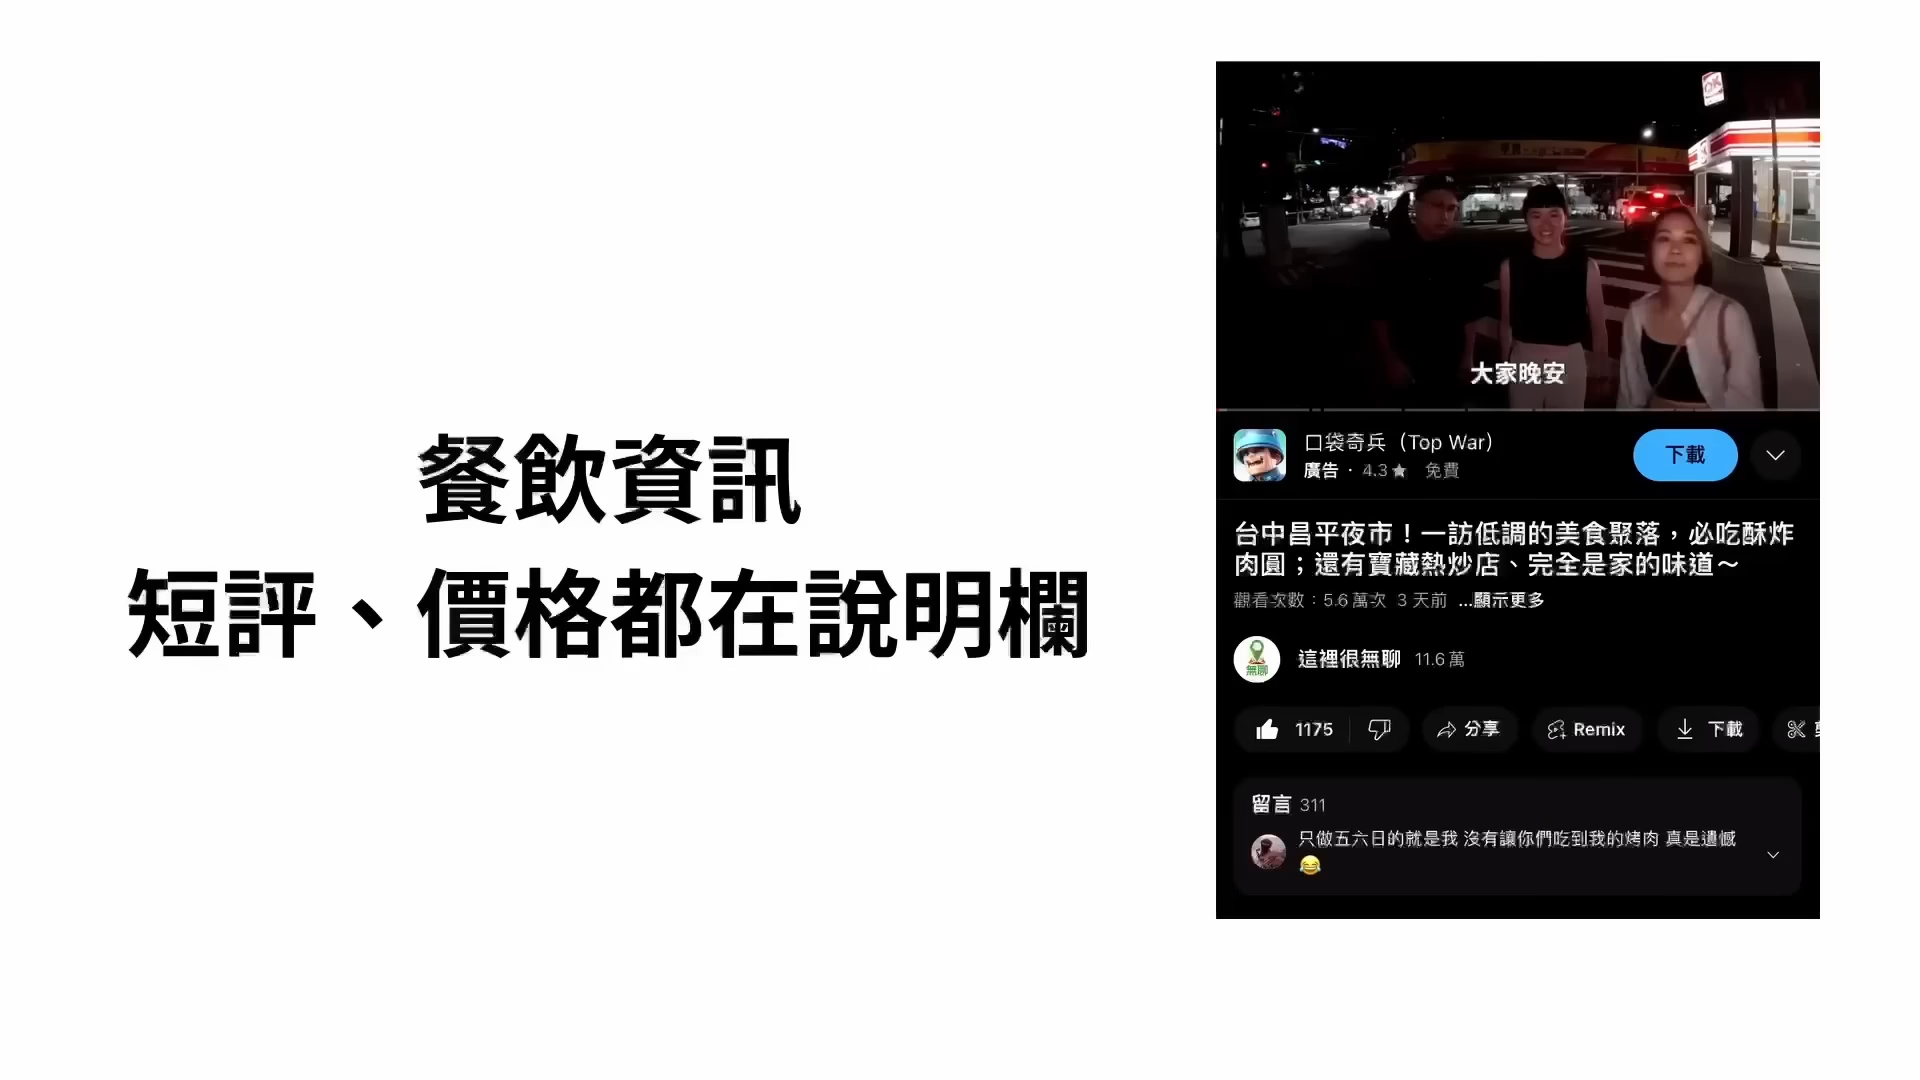 餐飲資訊
短評、價格都在說明欄
OK
大家晚安
口袋奇兵（Top War）
廣告 · 4.3★ 免費
下載
台中昌平夜市！一訪低調的美食聚落，必吃酥炸
肉圓；還有寶藏熱炒店、完全是家的味道～
觀看次數：5.6 萬次 3 天前 ...顯示更多
無聊
這裡很無聊 11.6 萬
1175
分享
Remix
下載
留言 311
只做五六日的就是我 沒有讓你們吃到我的烤肉 真是遺憾
😂